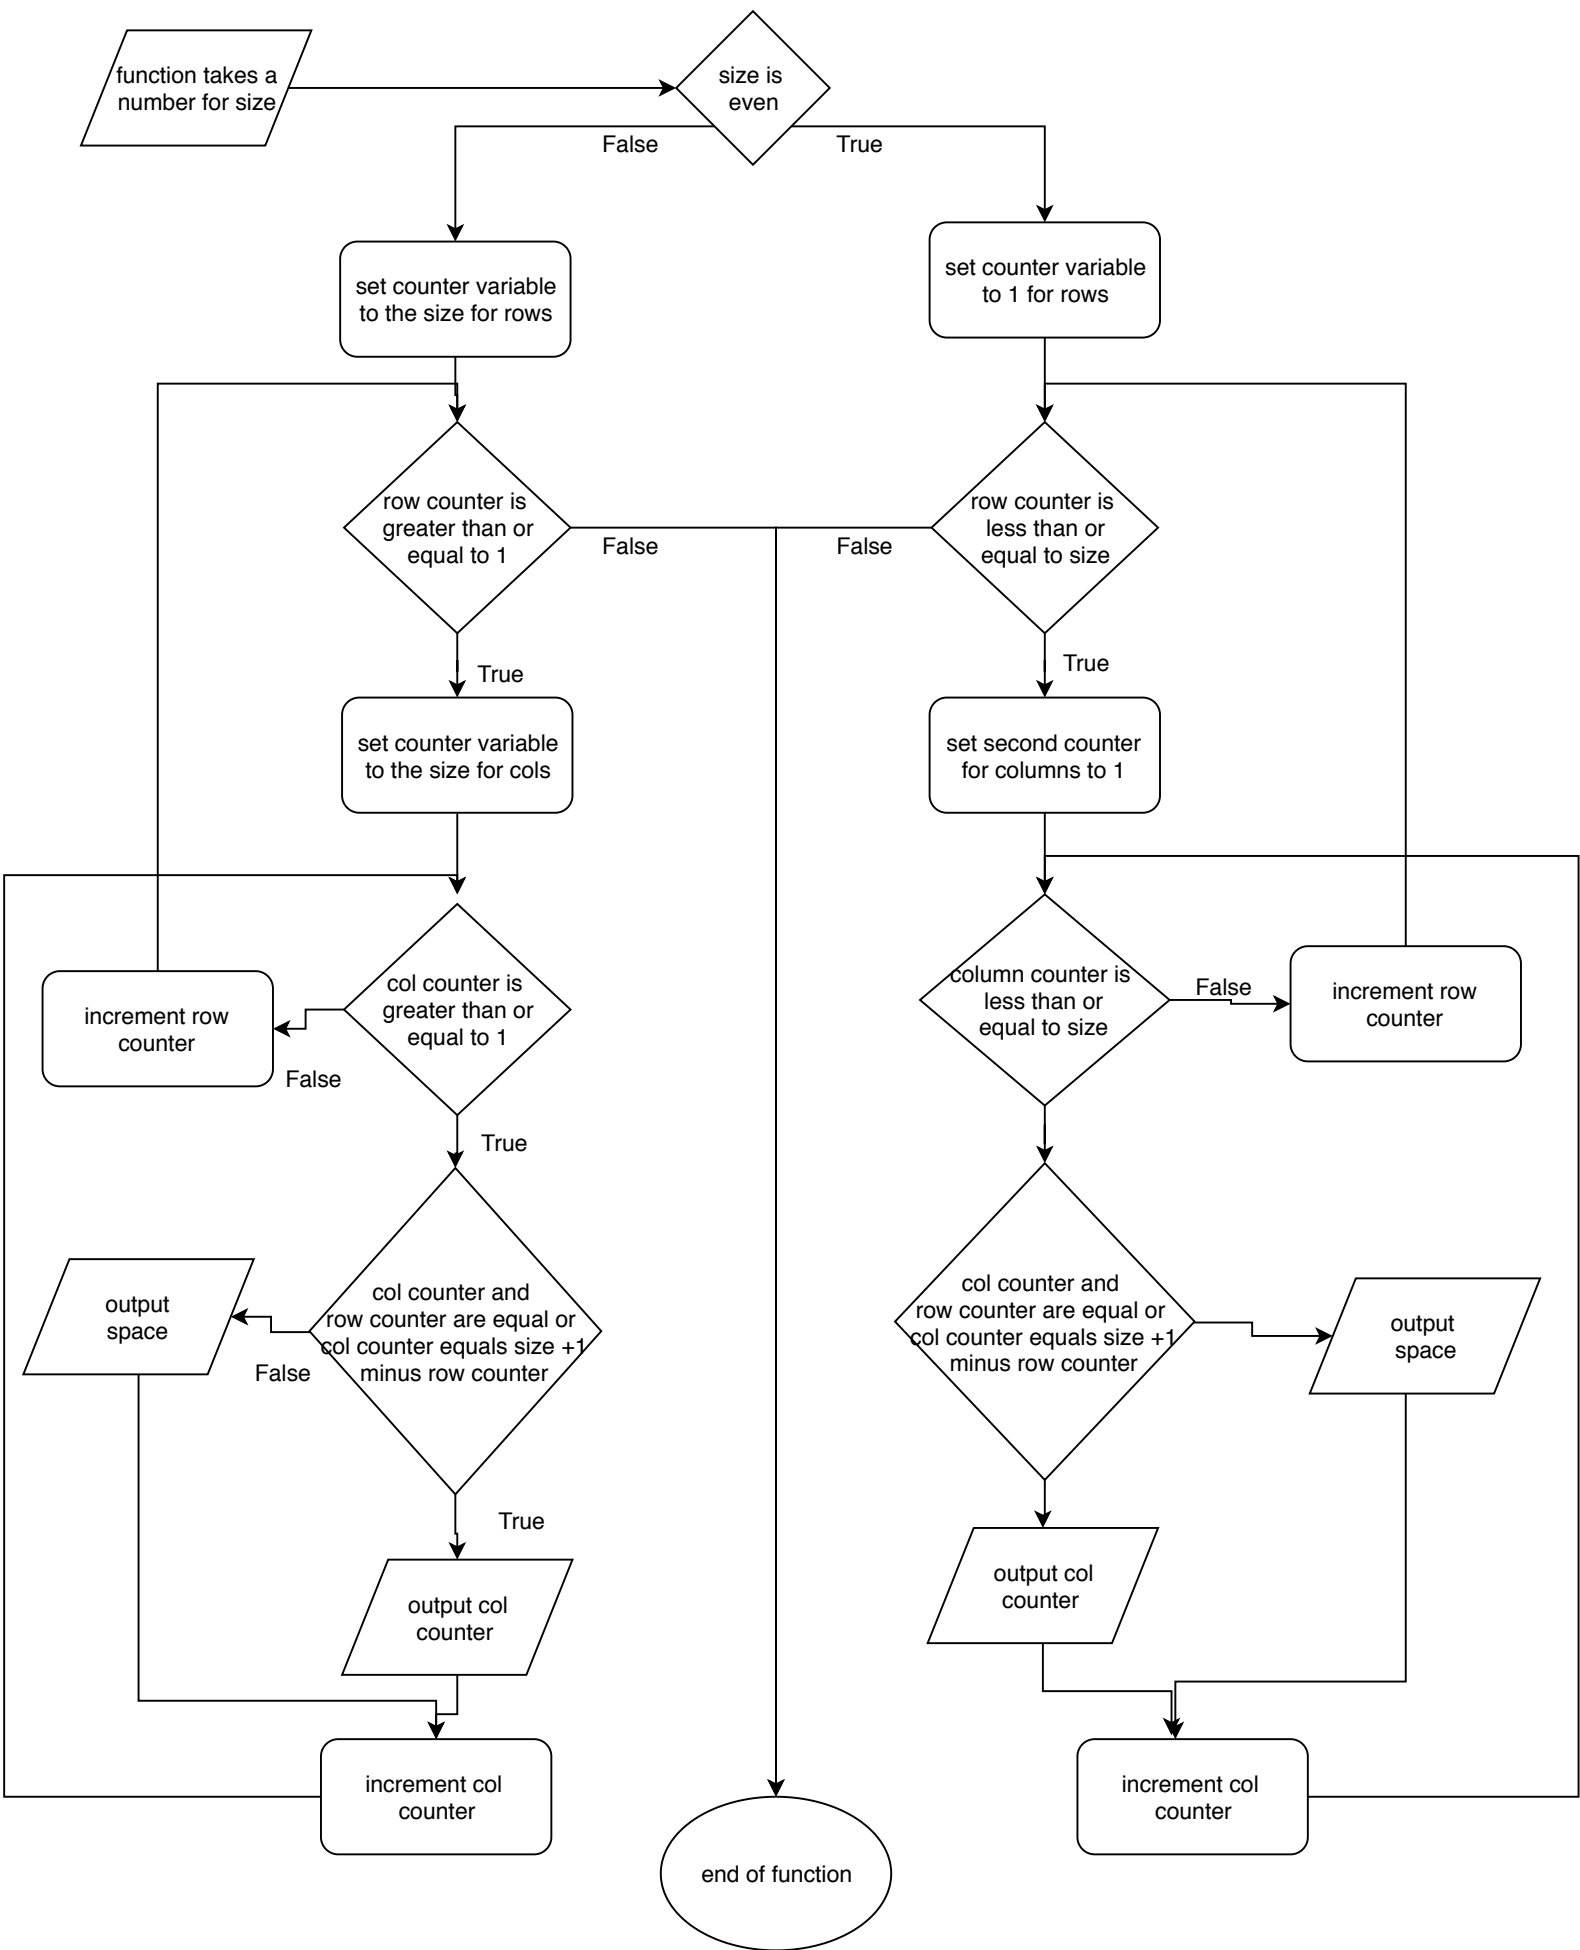 function takes a
number for size
size is
even
False
True
set counter variable
to the size for rows
set counter variable
to 1 for rows
row counter is
greater than or
equal to 1
False
False
row counter is
less than or
equal to size
True
True
set counter variable
to the size for cols
set second counter
for columns to 1
increment row
counter
False
col counter is
greater than or
equal to 1
column counter is
less than or
equal to size
False
increment row
counter
True
output
space
False
col counter and
row counter are equal or
col counter equals size +1
minus row counter
col counter and
row counter are equal or
col counter equals size +1
minus row counter
output
space
True
output col
counter
output col
counter
increment col
counter
increment col
counter
end of function